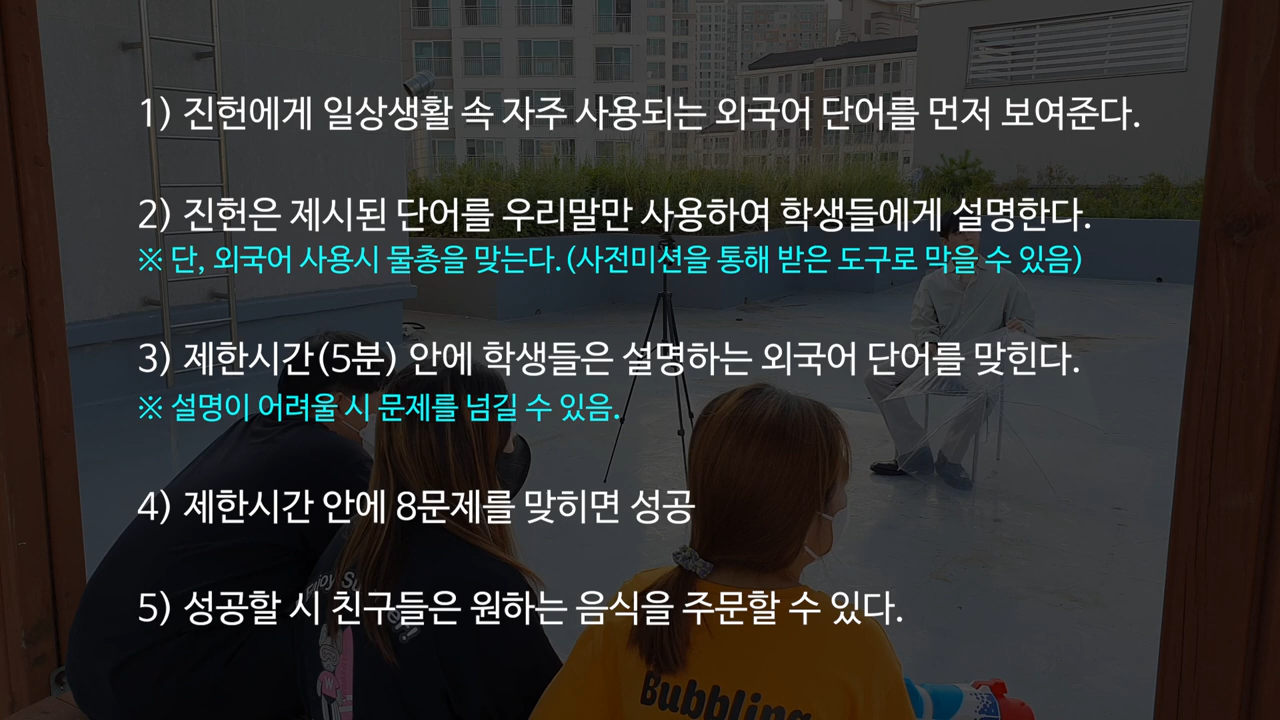 1) 진헌에게 일상생활 속 자주 사용되는 외국어 단어를 먼저 보여준다.
2) 진헌은 제시된 단어를 우리말만 사용하여 학생들에게 설명한다.
※ 단, 외국어 사용시 물총을 맞는다. (사전미션을 통해 받은 도구로 막을 수 있음)
3) 제한시간(5분) 안에 학생들은 설명하는 외국어 단어를 맞힌다.
※ 설명이 어려울 시 문제를 넘길 수 있음.
4) 제한시간 안에 8문제를 맞히면 성공
5) 성공할 시 친구들은 원하는 음식을 주문할 수 있다.
Bubbling